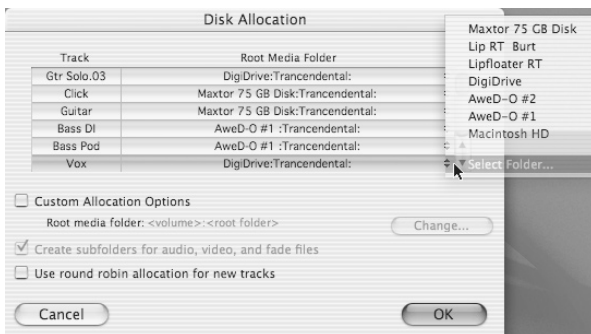 Disk Allocation
Track Root Media Folder
Gtr Solo.03 DigiDrive:Trancendental:
Click Maxtor 75 GB Disk:Trancendental:
Guitar Maxtor 75 GB Disk:Trancendental:
Bass DI AweD-O #1 :Trancendental:
Bass Pod AweD-O #1 :Trancendental:
Vox DigiDrive:Trancendental:
Maxtor 75 GB Disk
Lip RT Burt
Lipfloater RT
DigiDrive
AweD-O #2
AweD-O #1
Macintosh HD
Select Folder...
Custom Allocation Options
Root media folder: <volume>:<root folder>
Change...
Create subfolders for audio, video, and fade files
Use round robin allocation for new tracks
Cancel OK